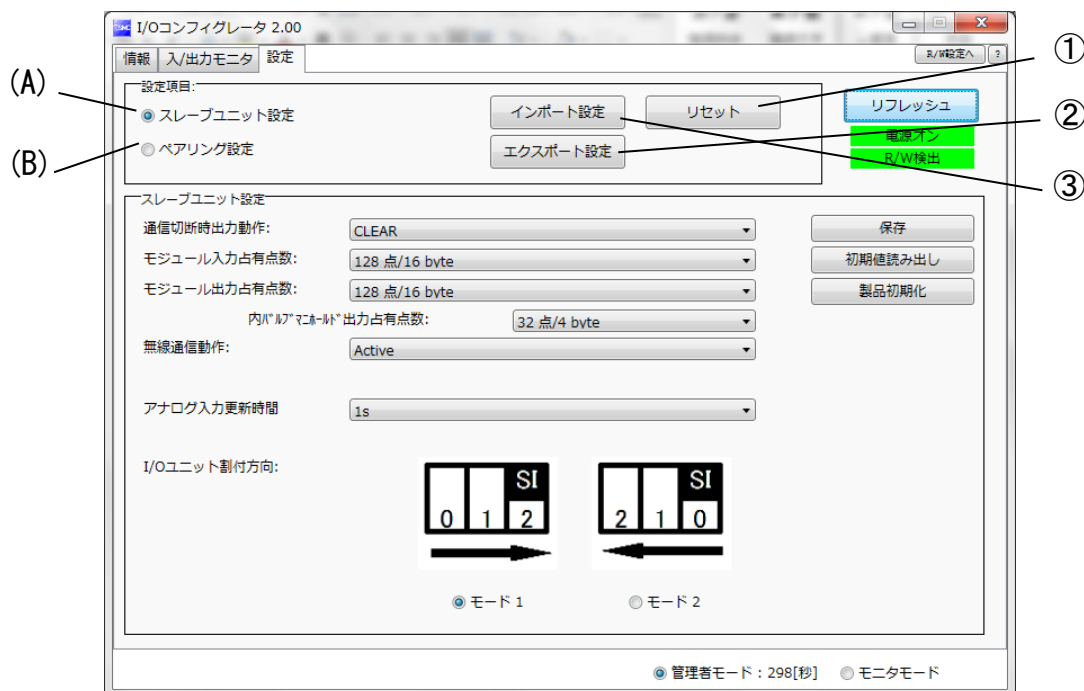 I/Oコンフィグレータ 2.00
情報 入/出力モニタ 設定 R/W設定へ ?
①
(A)
設定項目:
スレーブユニット設定 インポート設定 リセット リフレッシュ
②
電源オン
(B)
ペアリング設定 エクスポート設定 R/W検出
③
スレーブユニット設定
通信切断時出力動作: CLEAR 保存
モジュール入力占有点数: 128 点/16 byte 初期値読み出し
モジュール出力占有点数: 128 点/16 byte 製品初期化
内バルブマニホールド出力占有点数: 32 点/4 byte
無線通信動作: Active
アナログ入力更新時間 1s
I/Oユニット割付方向:
SI SI
0 1 2 2 1 0
モード 1 モード 2
管理者モード：298[秒] モニタモード